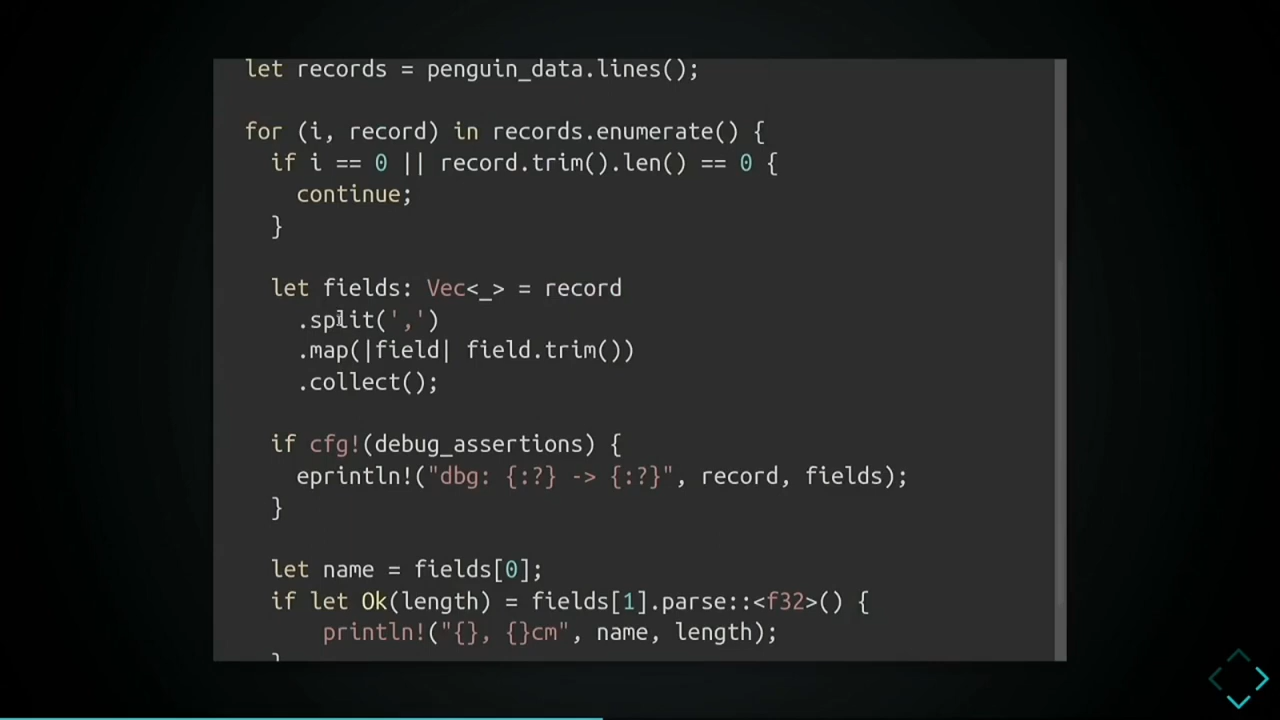 let records = penguin_data.lines();
for (i, record) in records.enumerate() {
if i == 0 || record.trim().len() == 0 {
continue;
}
let fields: Vec<_> = record
.split(',')
.map(|field| field.trim())
.collect();
if cfg!(debug_assertions) {
eprintln!("dbg: {:?} -> {:?}", record, fields);
}
let name = fields[0];
if let Ok(length) = fields[1].parse::<f32>() {
println!("{}, {}cm", name, length);
}